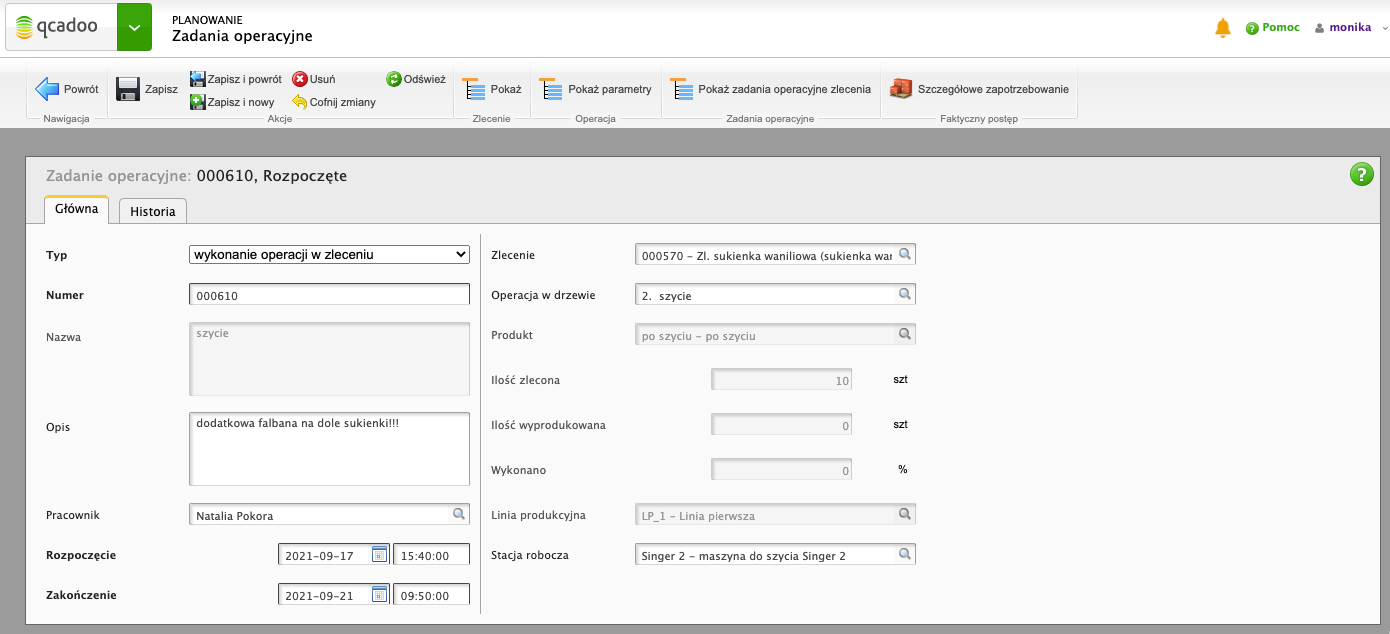 qcadoo
PLANOWANIE
Zadania operacyjne
Pomoc
monika
Powrót
Zapisz
Zapisz i powrót
Usuń
Odśwież
Zapisz i nowy
Cofnij zmiany
Pokaż
Pokaż parametry
Pokaż zadania operacyjne zlecenia
Szczegółowe zapotrzebowanie
Nawigacja
Akcje
Zlecenie
Operacja
Zadania operacyjne
Faktyczny postęp
Zadanie operacyjne: 000610, Rozpoczęte
Główna
Historia
Typ
wykonanie operacji w zleceniu
Numer
000610
Nazwa
szycie
Opis
dodatkowa falbana na dole sukienki!!!
Pracownik
Natalia Pokora
Rozpoczęcie
2021-09-17
15:40:00
Zakończenie
2021-09-21
09:50:00
Zlecenie
000570 - Zl. sukienka waniliowa (sukienka war
Operacja w drzewie
2. szycie
Produkt
po szyciu - po szyciu
Ilość zlecona
10
szt
Ilość wyprodukowana
0
szt
Wykonano
0
%
Linia produkcyjna
LP_1 - Linia pierwsza
Stacja robocza
Singer 2 - maszyna do szycia Singer 2